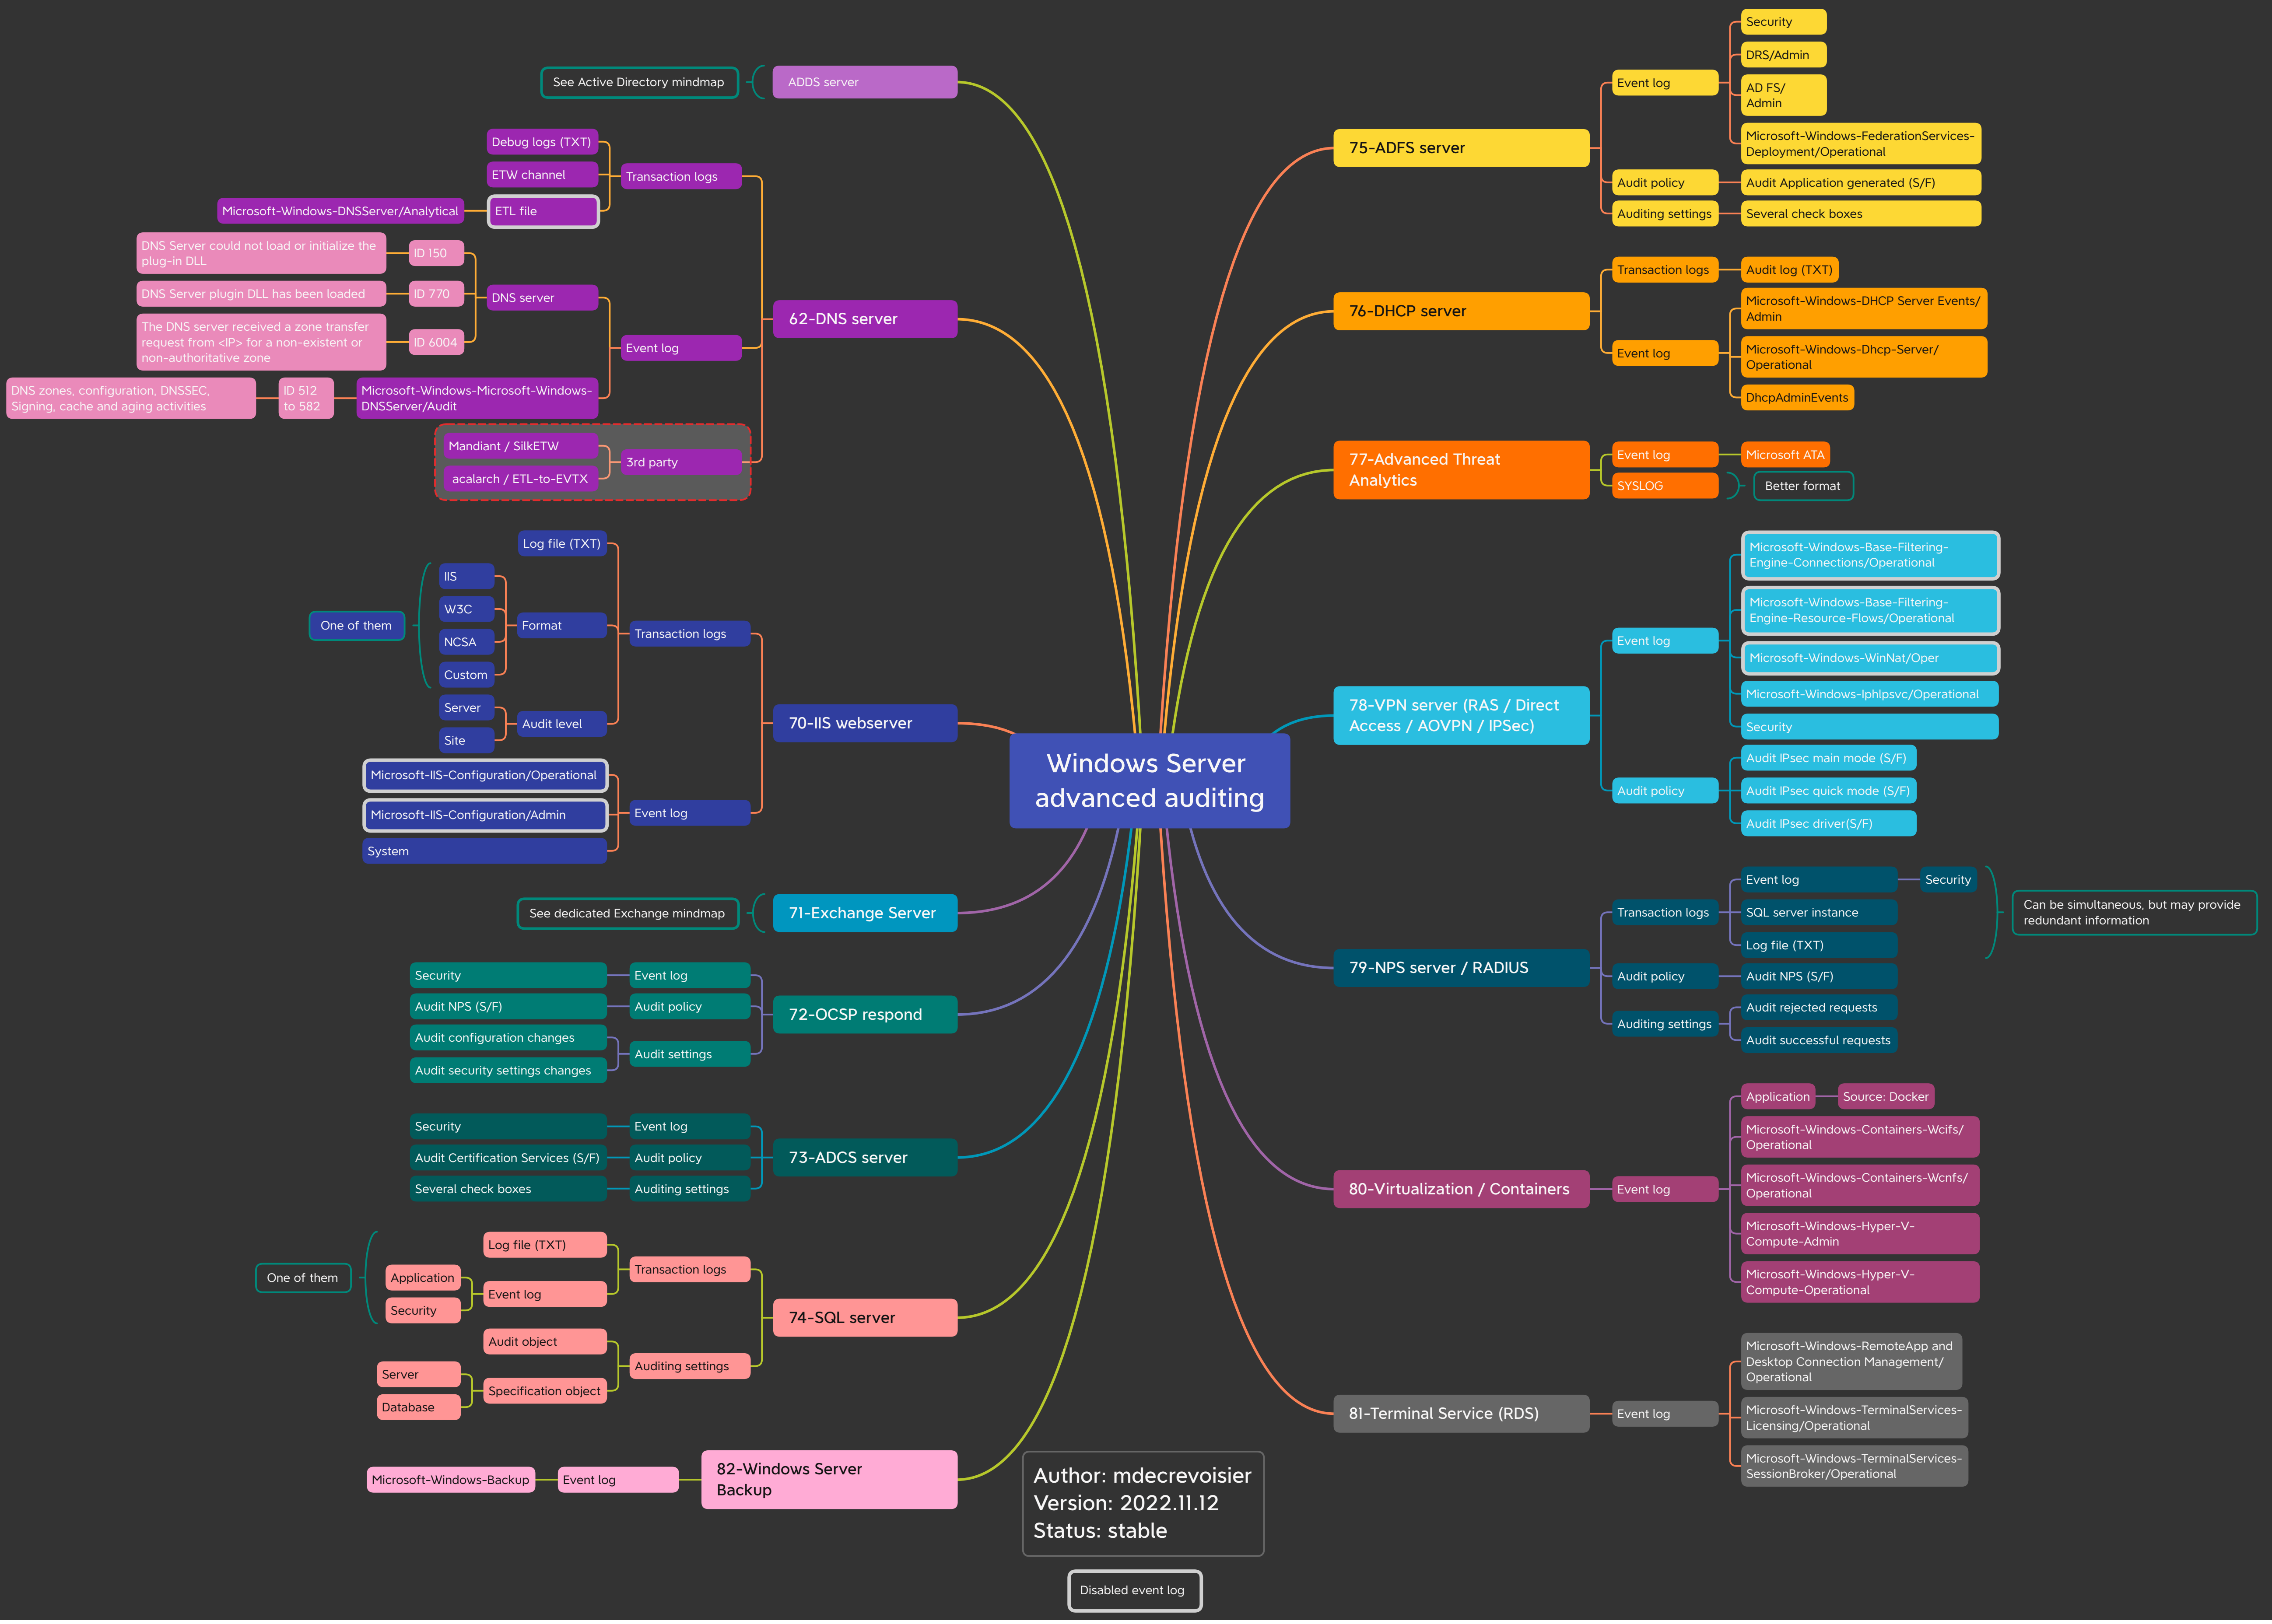 Windows Server
advanced auditing
ADDS server
See Active Directory mindmap
62-DNS server
Transaction logs
Debug logs (TXT)
ETW channel
ETL file
Microsoft-Windows-DNSServer/Analytical
Event log
DNS server
ID 150
DNS Server could not load or initialize the
plug-in DLL
ID 770
DNS Server plugin DLL has been loaded
ID 6004
The DNS server received a zone transfer
request from <IP> for a non-existent or
non-authoritative zone
Microsoft-Windows-Microsoft-Windows-
DNSServer/Audit
ID 512
to 582
DNS zones, configuration, DNSSEC,
Signing, cache and aging activities
3rd party
Mandiant / SilkETW
acalarch / ETL-to-EVTX
70-IIS webserver
Transaction logs
Log file (TXT)
Format
IIS
W3C
NCSA
Custom
One of them
Audit level
Server
Site
Event log
Microsoft-IIS-Configuration/Operational
Microsoft-IIS-Configuration/Admin
System
71-Exchange Server
See dedicated Exchange mindmap
72-OCSP respond
Event log
Security
Audit policy
Audit NPS (S/F)
Audit settings
Audit configuration changes
Audit security settings changes
73-ADCS server
Event log
Security
Audit policy
Audit Certification Services (S/F)
Auditing settings
Several check boxes
74-SQL server
Transaction logs
Log file (TXT)
Event log
Application
Security
One of them
Auditing settings
Audit object
Specification object
Server
Database
82-Windows Server
Backup
Event log
Microsoft-Windows-Backup
75-ADFS server
Event log
Security
DRS/Admin
AD FS/
Admin
Microsoft-Windows-FederationServices-
Deployment/Operational
Audit policy
Audit Application generated (S/F)
Auditing settings
Several check boxes
76-DHCP server
Transaction logs
Audit log (TXT)
Event log
Microsoft-Windows-DHCP Server Events/
Admin
Microsoft-Windows-Dhcp-Server/
Operational
DhcpAdminEvents
77-Advanced Threat
Analytics
Event log
Microsoft ATA
SYSLOG
Better format
78-VPN server (RAS / Direct
Access / AOVPN / IPSec)
Event log
Microsoft-Windows-Base-Filtering-
Engine-Connections/Operational
Microsoft-Windows-Base-Filtering-
Engine-Resource-Flows/Operational
Microsoft-Windows-WinNat/Oper
Microsoft-Windows-Iphlpsvc/Operational
Security
Audit policy
Audit IPsec main mode (S/F)
Audit IPsec quick mode (S/F)
Audit IPsec driver(S/F)
79-NPS server / RADIUS
Transaction logs
Event log
Security
SQL server instance
Log file (TXT)
Can be simultaneous, but may provide
redundant information
Audit policy
Audit NPS (S/F)
Auditing settings
Audit rejected requests
Audit successful requests
80-Virtualization / Containers
Event log
Application
Source: Docker
Microsoft-Windows-Containers-Wcifs/
Operational
Microsoft-Windows-Containers-Wcnfs/
Operational
Microsoft-Windows-Hyper-V-
Compute-Admin
Microsoft-Windows-Hyper-V-
Compute-Operational
81-Terminal Service (RDS)
Event log
Microsoft-Windows-RemoteApp and
Desktop Connection Management/
Operational
Microsoft-Windows-TerminalServices-
Licensing/Operational
Microsoft-Windows-TerminalServices-
SessionBroker/Operational
Author: mdecrevoisier
Version: 2022.11.12
Status: stable
Disabled event log